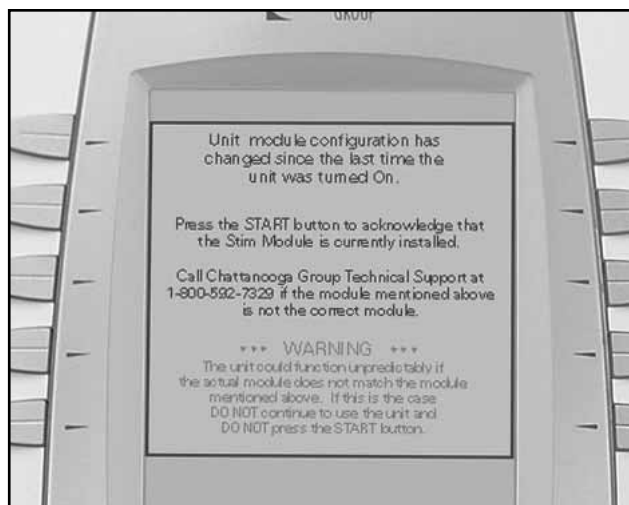 GROUP
Unit module configuration has
changed since the last time the
unit was turned On.
Press the START button to acknowledge that
the Stim Module is currently installed.
Call Chattanooga Group Technical Support at
1-800-592-7329 if the module mentioned above
is not the correct module.
*** WARNING ***
The unit could function unpredictably if
the actual module does not match the module
mentioned above. If this is the case
DO NOT continue to use the unit and
DO NOT press the START button.